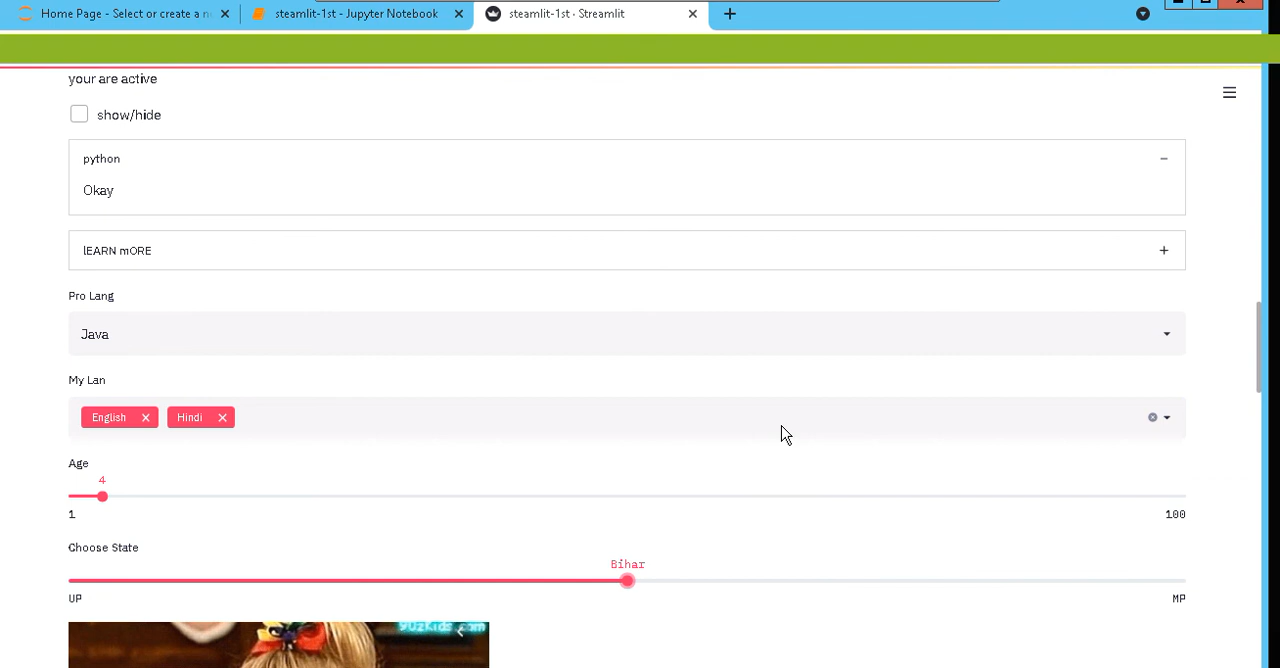 Home Page - Select or create a n
steamlit-1st - Jupyter Notebook
steamlit-1st · Streamlit
your are active
show/hide
python
Okay
lEARN mORE
Pro Lang
Java
My Lan
English
Hindi
Age
4
1
100
Choose State
Bihar
UP
MP
90zKids.com